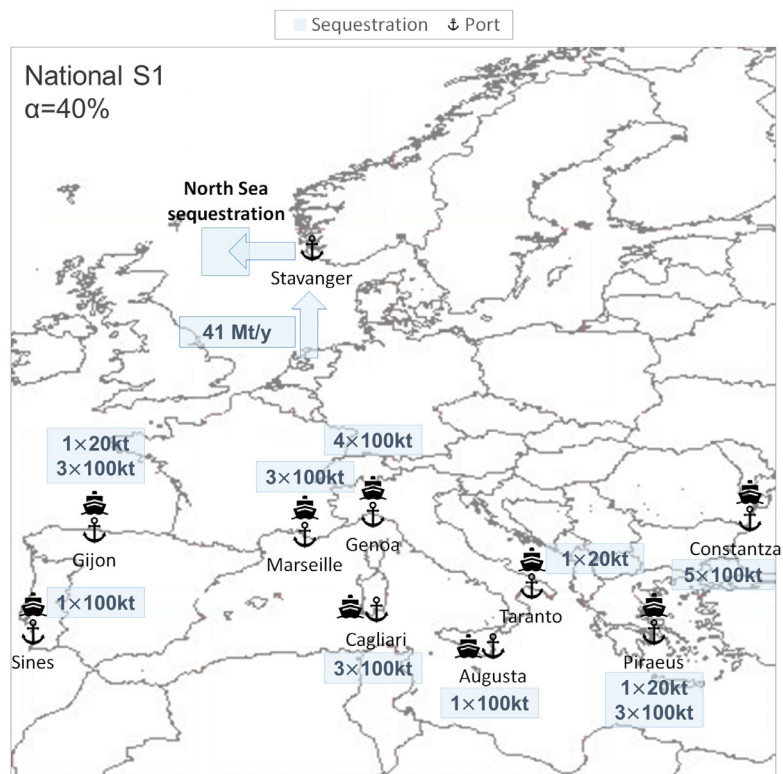 Sequestration Port
National S1
α=40%
North Sea
sequestration
Stavanger
41 Mt/y
1×20kt
3×100kt
Gijon
4×100kt
3×100kt
Marseille
Genoa
Constantza
5×100kt
1×20kt
Taranto
1×100kt
Sines
Cagliari
3×100kt
Augusta
1×100kt
Piraeus
1×20kt
3×100kt